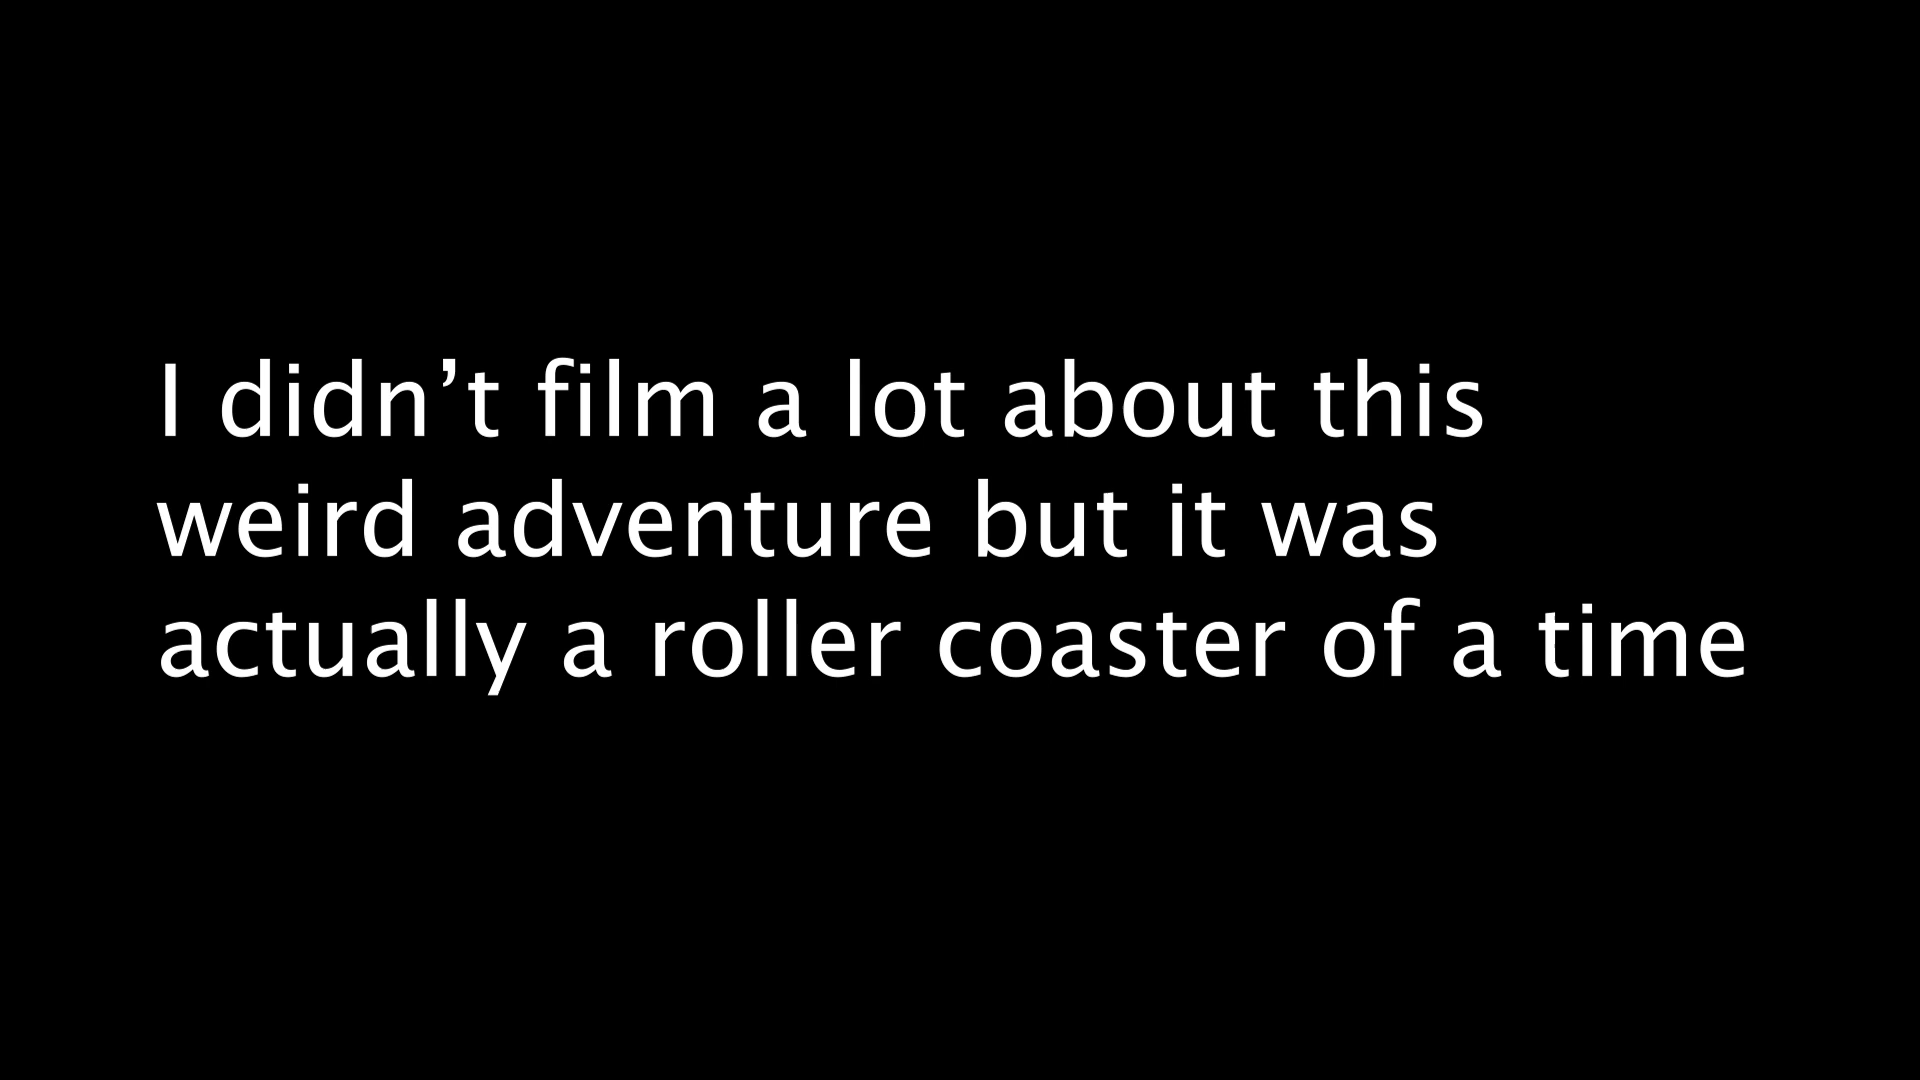 I didn’t film a lot about this
weird adventure but it was
actually a roller coaster of a time